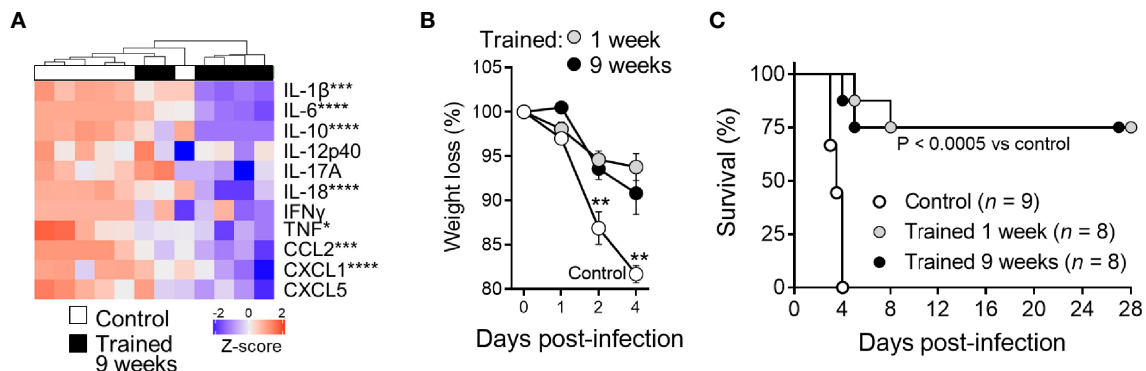 A
IL-1β***
IL-6****
IL-10****
IL-12p40
IL-17A
IL-18****
IFNγ
TNF*
CCL2***
CXCL1****
CXCL5
Control
Trained
9 weeks
-2 0 2
Z-score
B
Trained: 1 week
9 weeks
105
100
95
90
85
80
Weight loss (%)
**
**
Control
0 1 2 4
Days post-infection
C
100
75
50
25
0
Survival (%)
P < 0.0005 vs control
Control (n = 9)
Trained 1 week (n = 8)
Trained 9 weeks (n = 8)
0 4 8 12 16 20 24 28
Days post-infection